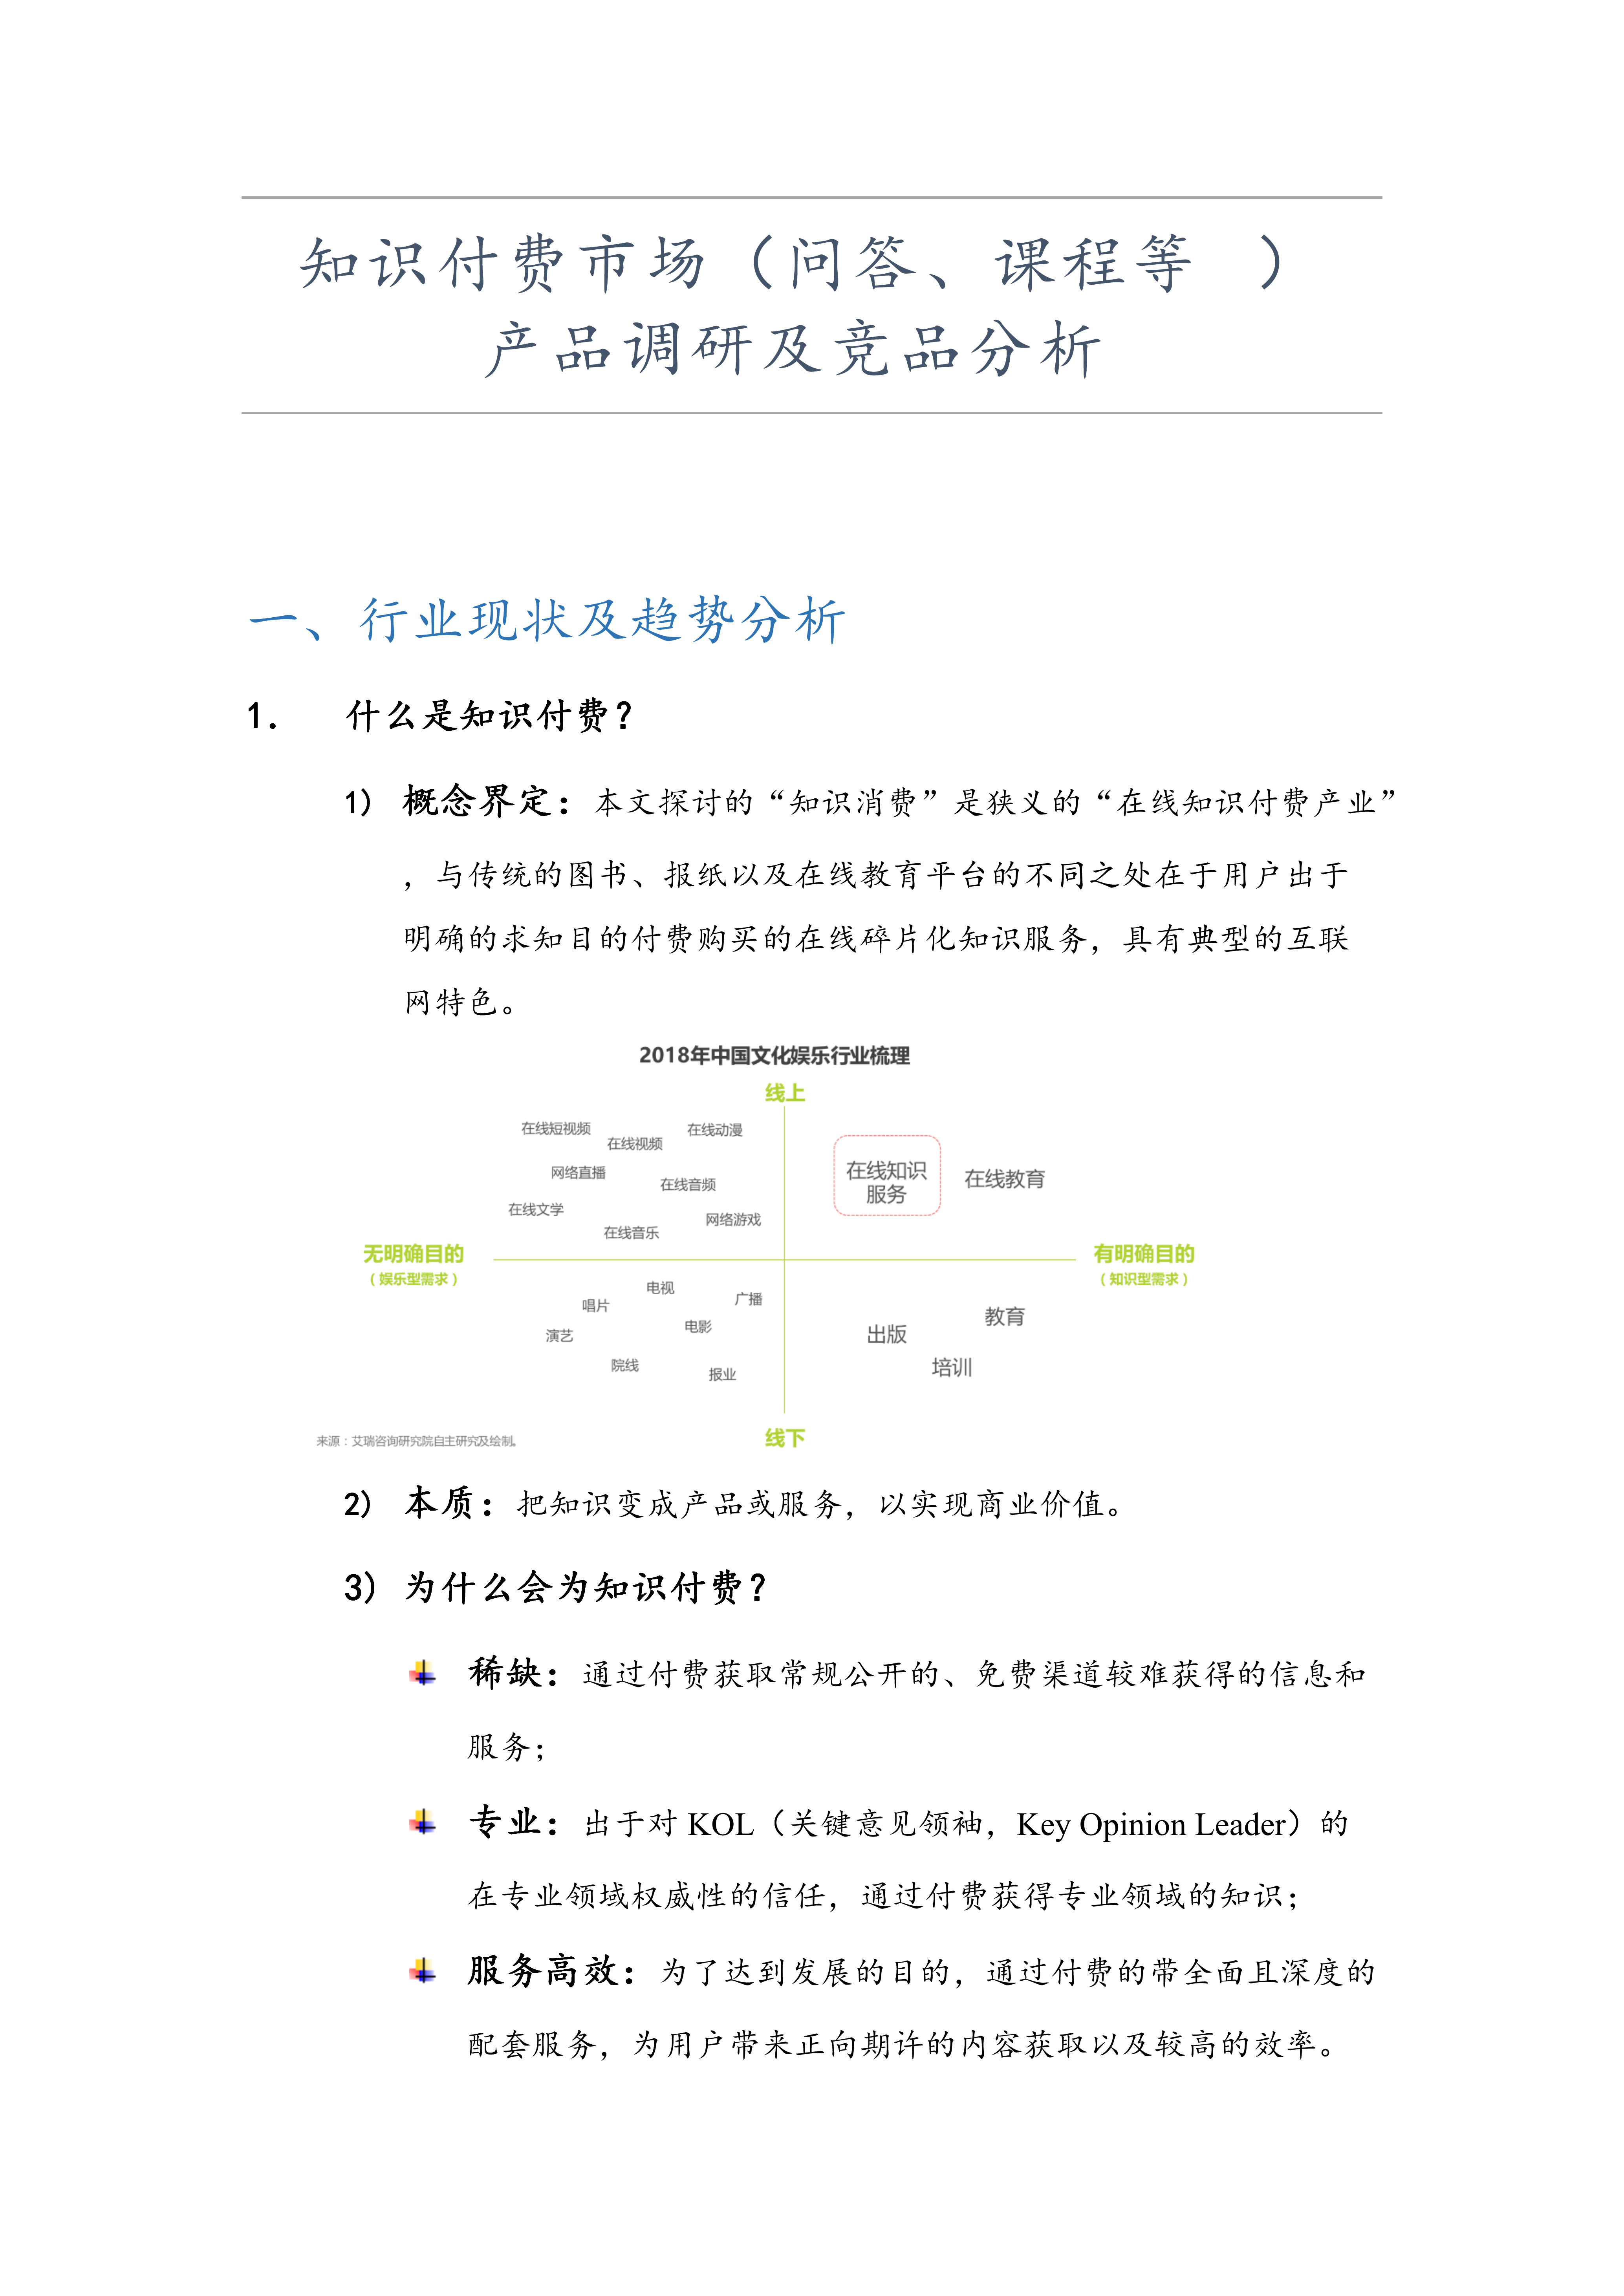 知识付费市场（问答、课程等　）
产品调研及竞品分析
一、行业现状及趋势分析
1. 什么是知识付费？
1) 概念界定：本文探讨的“知识消费”是狭义的“在线知识付费产业”
，与传统的图书、报纸以及在线教育平台的不同之处在于用户出于
明确的求知目的付费购买的在线碎片化知识服务，具有典型的互联
网特色。
2018年中国文化娱乐行业梳理
线上
在线短视频
在线视频
在线动漫
网络直播
在线音频
在线文学
在线音乐
网络游戏
在线知识
服务
在线教育
无明确目的
（娱乐型需求）
有明确目的
（知识型需求）
电视
唱片
广播
演艺
电影
院线
报业
出版
教育
培训
线下
来源：艾瑞咨询研究院自主研究及绘制。
2) 本质：把知识变成产品或服务，以实现商业价值。
3) 为什么会为知识付费？
稀缺：通过付费获取常规公开的、免费渠道较难获得的信息和
服务；
专业：出于对 KOL（关键意见领袖，Key Opinion Leader）的
在专业领域权威性的信任，通过付费获得专业领域的知识；
服务高效：为了达到发展的目的，通过付费的带全面且深度的
配套服务，为用户带来正向期许的内容获取以及较高的效率。